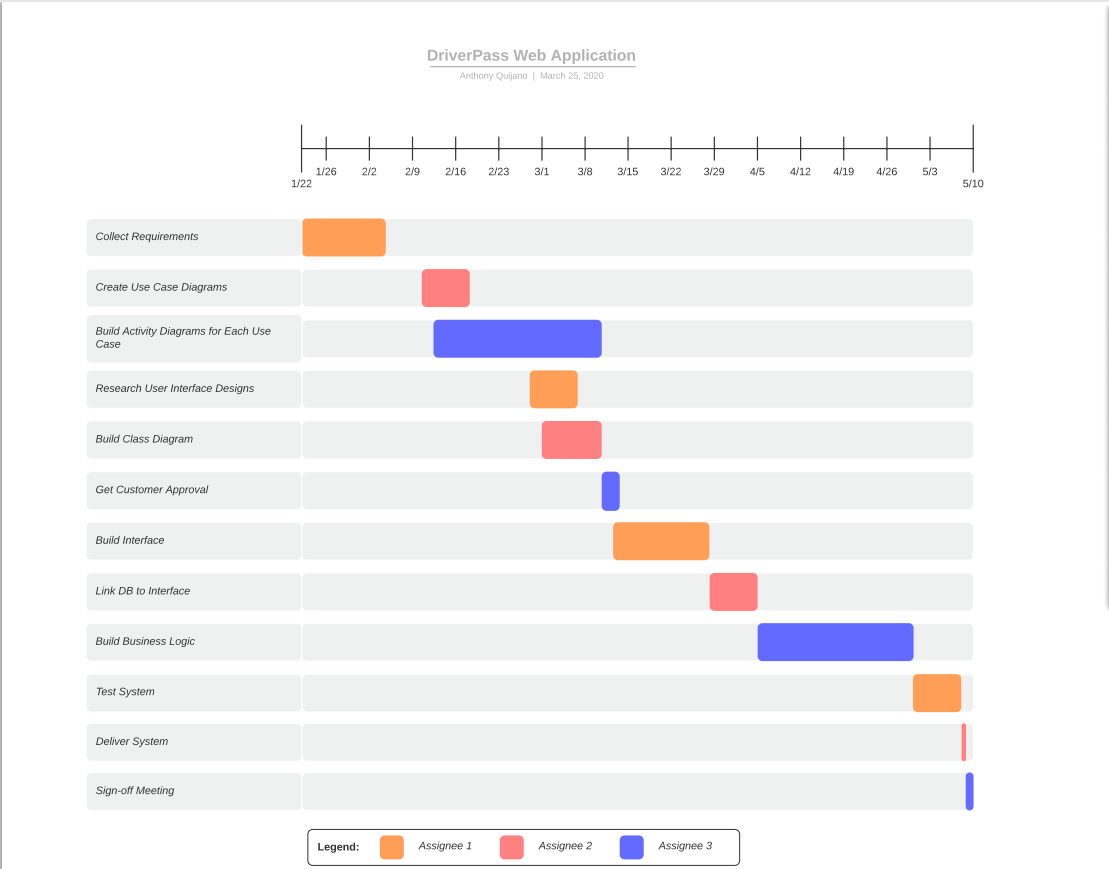 DriverPass Web Application
Anthony Quijano | March 25, 2020
1/26 2/2 2/9 2/16 2/23 3/1 3/8 3/15 3/22 3/29 4/5 4/12 4/19 4/26 5/3
1/22 5/10
Collect Requirements
Create Use Case Diagrams
Build Activity Diagrams for Each Use
Case
Research User Interface Designs
Build Class Diagram
Get Customer Approval
Build Interface
Link DB to Interface
Build Business Logic
Test System
Deliver System
Sign-off Meeting
Legend: Assignee 1 Assignee 2 Assignee 3